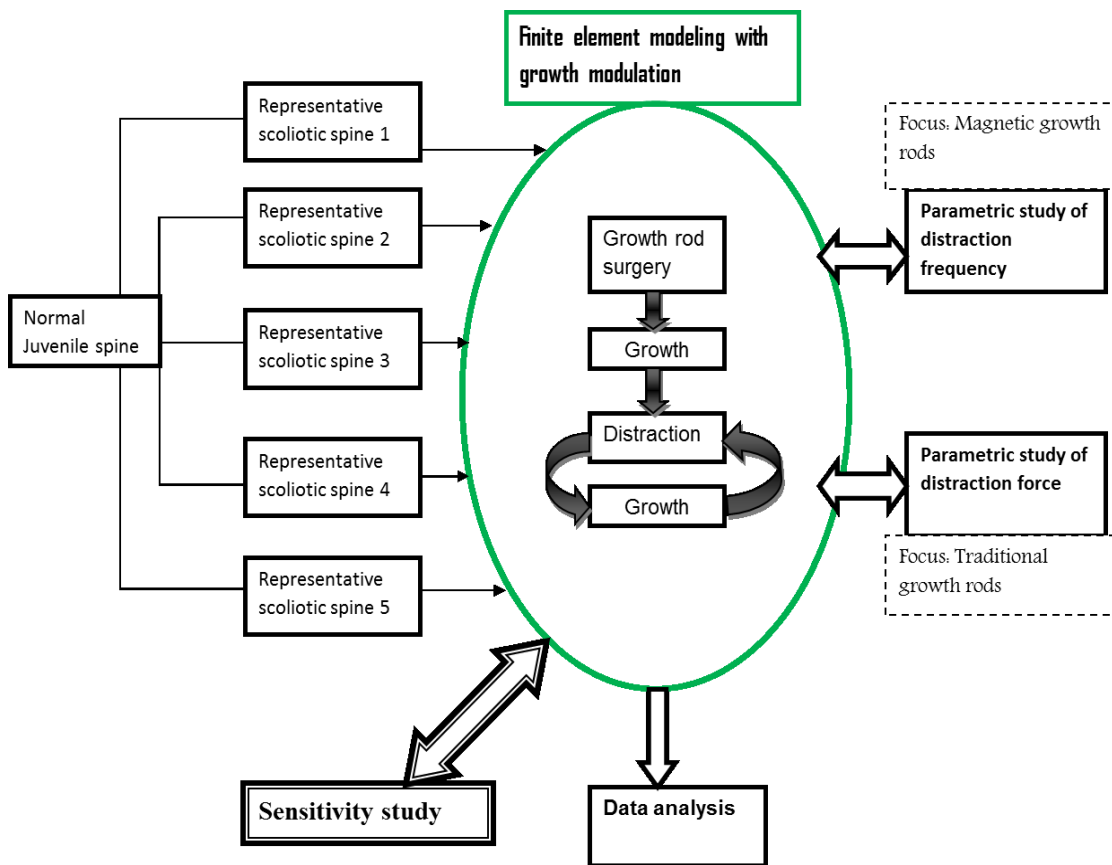 Finite element modeling with
growth modulation
Representative
scoliotic spine 1
Representative
scoliotic spine 2
Representative
scoliotic spine 3
Representative
scoliotic spine 4
Representative
scoliotic spine 5
Normal
Juvenile spine
Growth rod
surgery
Growth
Distraction
Growth
Focus: Magnetic growth
rods
Parametric study of
distraction
frequency
Parametric study of
distraction force
Focus: Traditional
growth rods
Sensitivity study
Data analysis